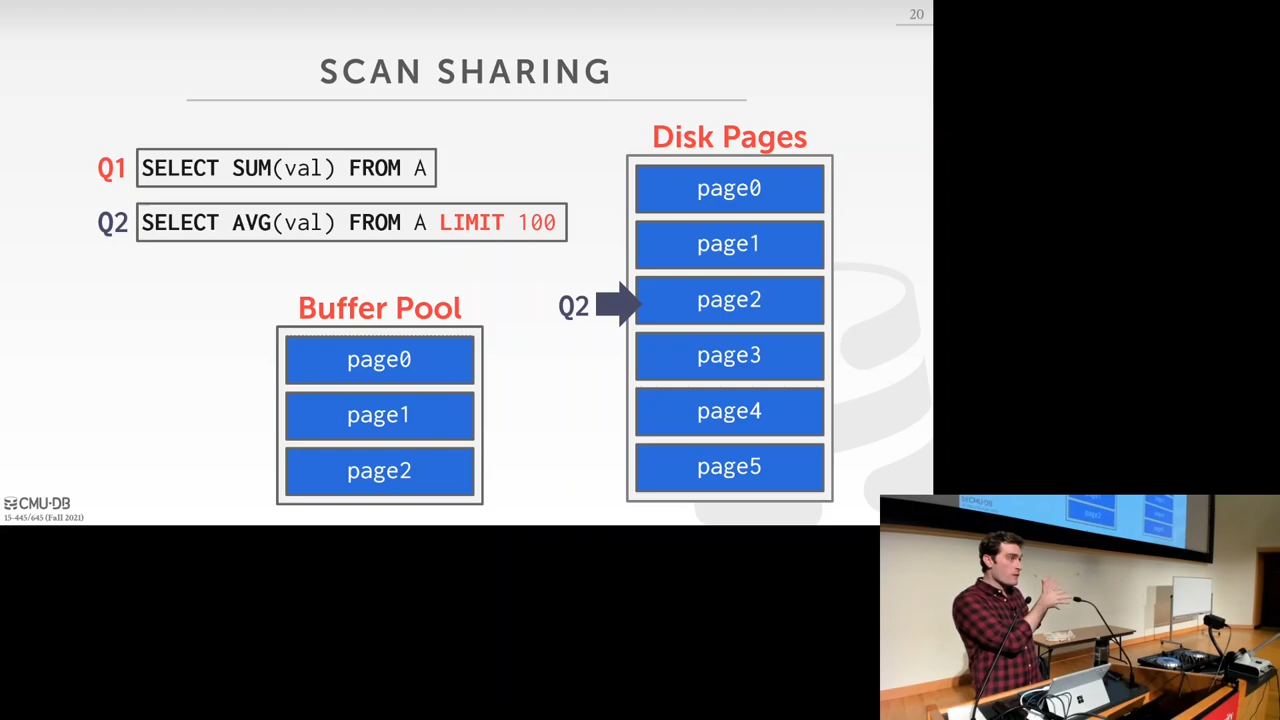 20
SCAN SHARING
Q1 SELECT SUM(val) FROM A
Q2 SELECT AVG(val) FROM A LIMIT 100
Disk Pages
page0
page1
Q2 page2
page3
page4
page5
Buffer Pool
page0
page1
page2
CMU·DB
15-445/645 (Fall 2021)